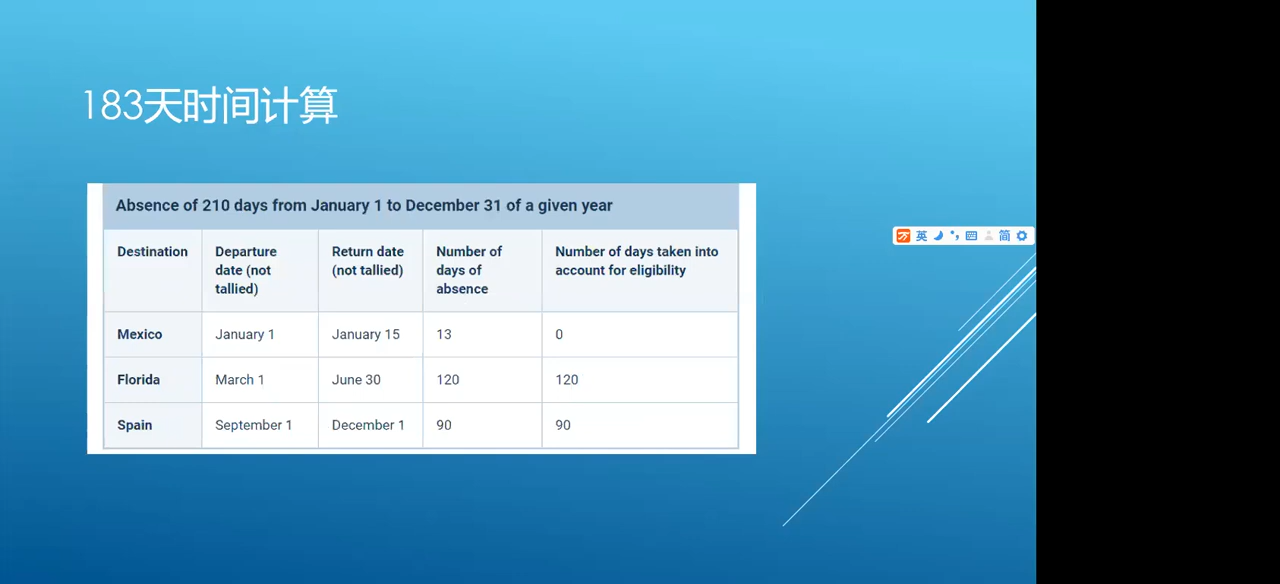 183天时间计算
Absence of 210 days from January 1 to December 31 of a given year
Destination
Departure
date (not
tallied)
Return date
(not tallied)
Number of
days of
absence
Number of days taken into
account for eligibility
Mexico
January 1
January 15
13
0
Florida
March 1
June 30
120
120
Spain
September 1
December 1
90
90
英
简